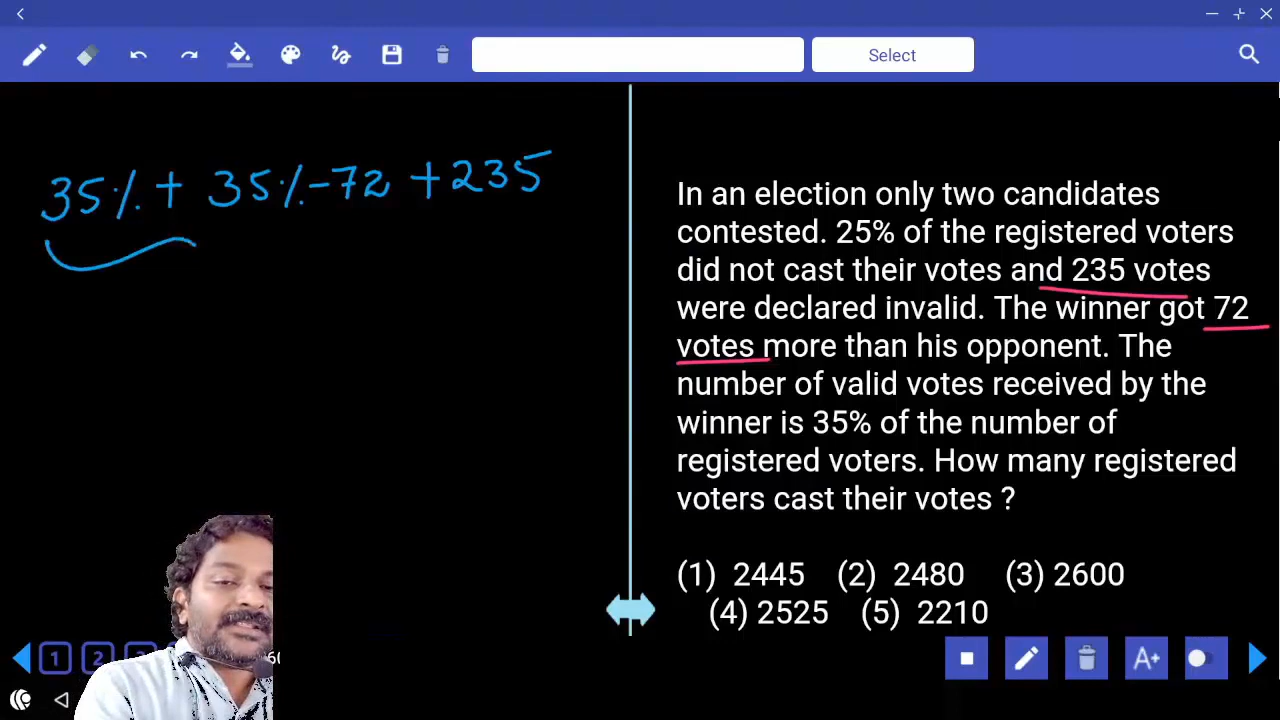 Select
35% + 35% - 72 + 235
In an election only two candidates
contested. 25% of the registered voters
did not cast their votes and 235 votes
were declared invalid. The winner got 72
votes more than his opponent. The
number of valid votes received by the
winner is 35% of the number of
registered voters. How many registered
voters cast their votes ?
(1) 2445 (2) 2480 (3) 2600
(4) 2525 (5) 2210
1 2
A+